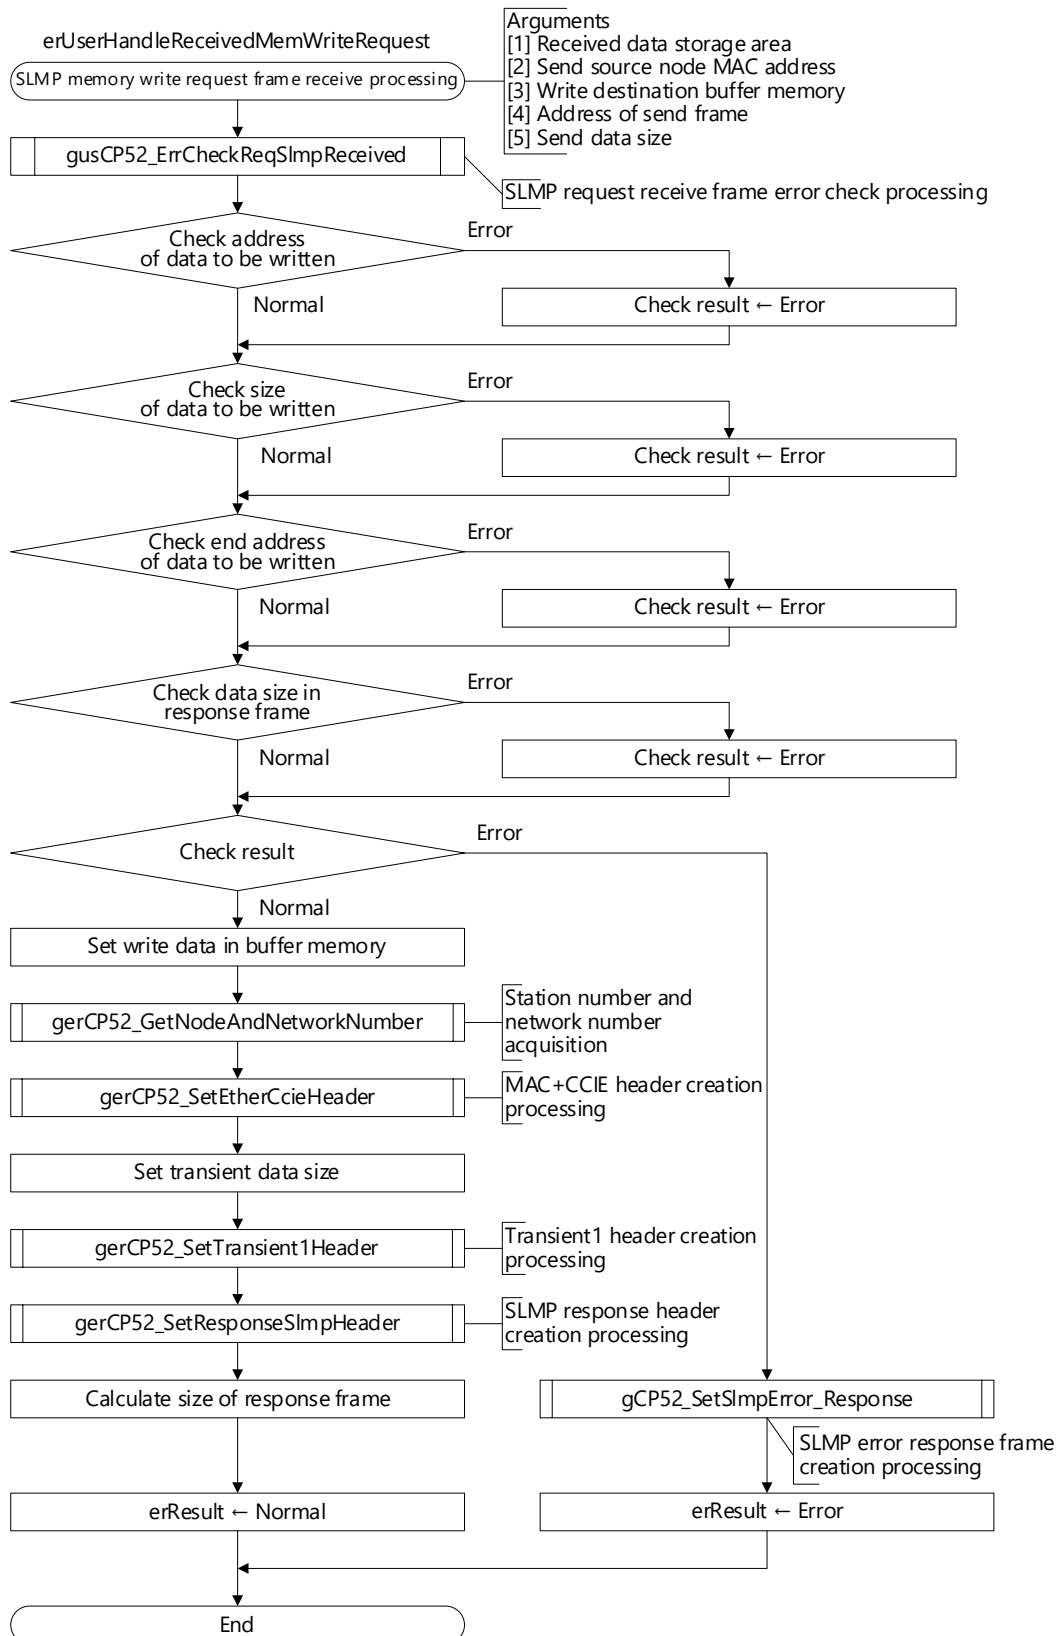 erUserHandleReceivedMemWriteRequest
SLMP memory write request frame receive processing
Arguments
[1] Received data storage area
[2] Send source node MAC address
[3] Write destination buffer memory
[4] Address of send frame
[5] Send data size
gusCP52_ErrCheckReqSlmpReceived
SLMP request receive frame error check processing
Check address
of data to be written
Error
Normal
Check result ← Error
Check size
of data to be written
Error
Normal
Check result ← Error
Check end address
of data to be written
Error
Normal
Check result ← Error
Check data size in
response frame
Error
Normal
Check result ← Error
Check result
Error
Normal
Set write data in buffer memory
gerCP52_GetNodeAndNetworkNumber
Station number and
network number
acquisition
gerCP52_SetEtherCcieHeader
MAC+CCIE header creation
processing
Set transient data size
gerCP52_SetTransient1Header
Transient1 header creation
processing
gerCP52_SetResponseSlmpHeader
SLMP response header
creation processing
Calculate size of response frame
gCP52_SetSlmpError_Response
SLMP error response frame
creation processing
erResult ← Normal
erResult ← Error
End